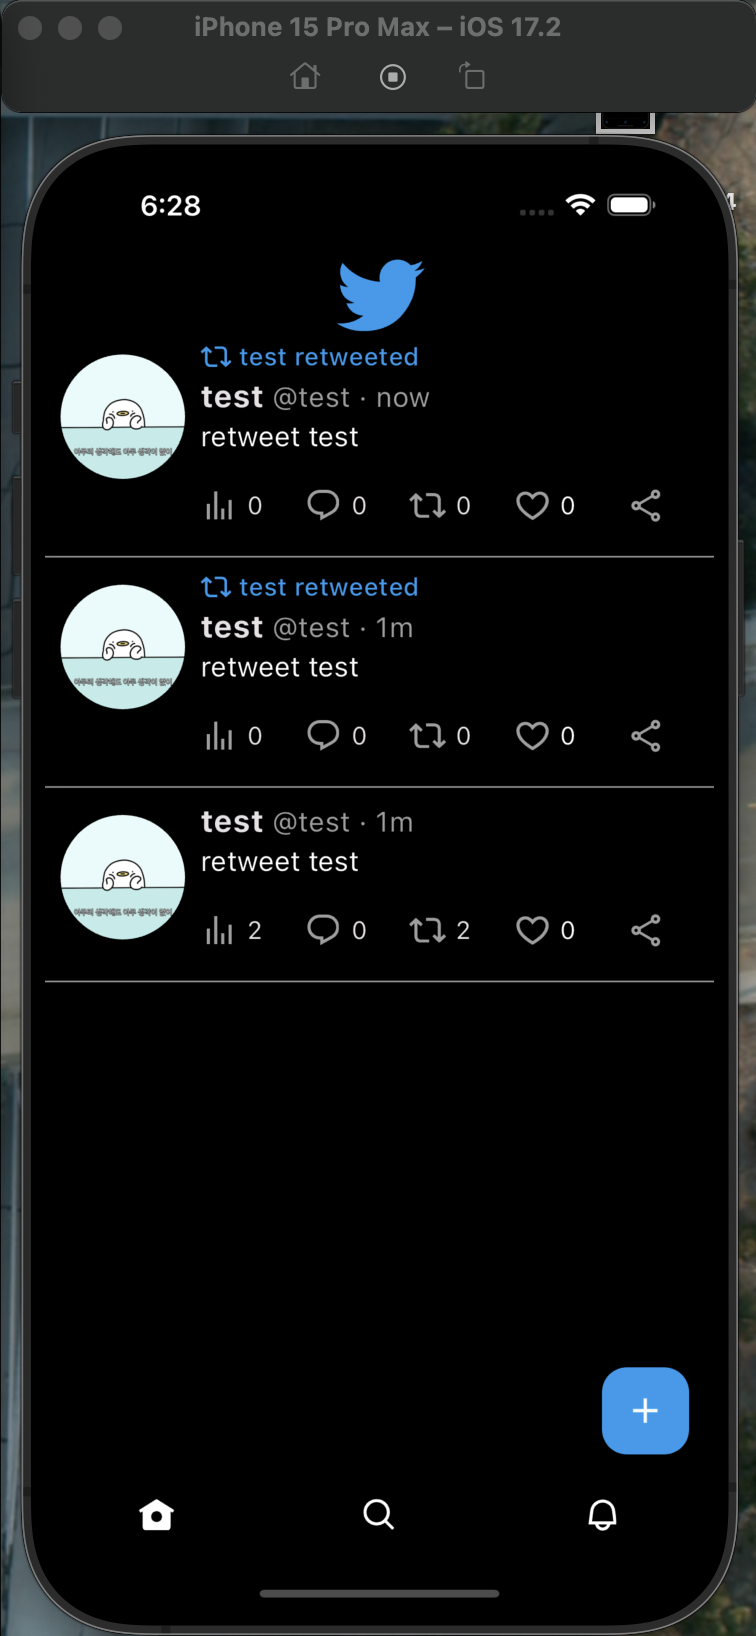 iPhone 15 Pro Max – iOS 17.2
6:28
4
test retweeted
test @test · now
retweet test
0 0 0 0
test retweeted
test @test · 1m
retweet test
0 0 0 0
test @test · 1m
retweet test
2 0 2 0